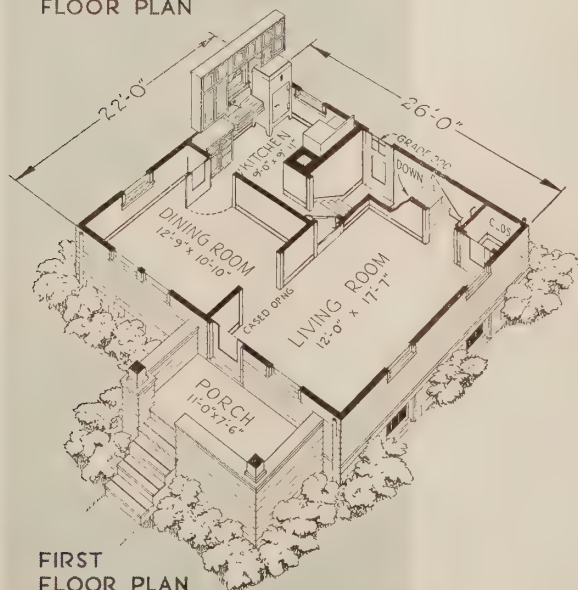 FLOOR PLAN
22'-0"
26'-0"
KITCHEN
9'-0" x 9'-11"
GRADE
DOWN
CLOS
DINING ROOM
12'-9" x 10'-10"
CASED OPNG
LIVING ROOM
12'-0" x 17'-7"
PORCH
11'-0" x 7'-6"
FIRST
FLOOR PLAN